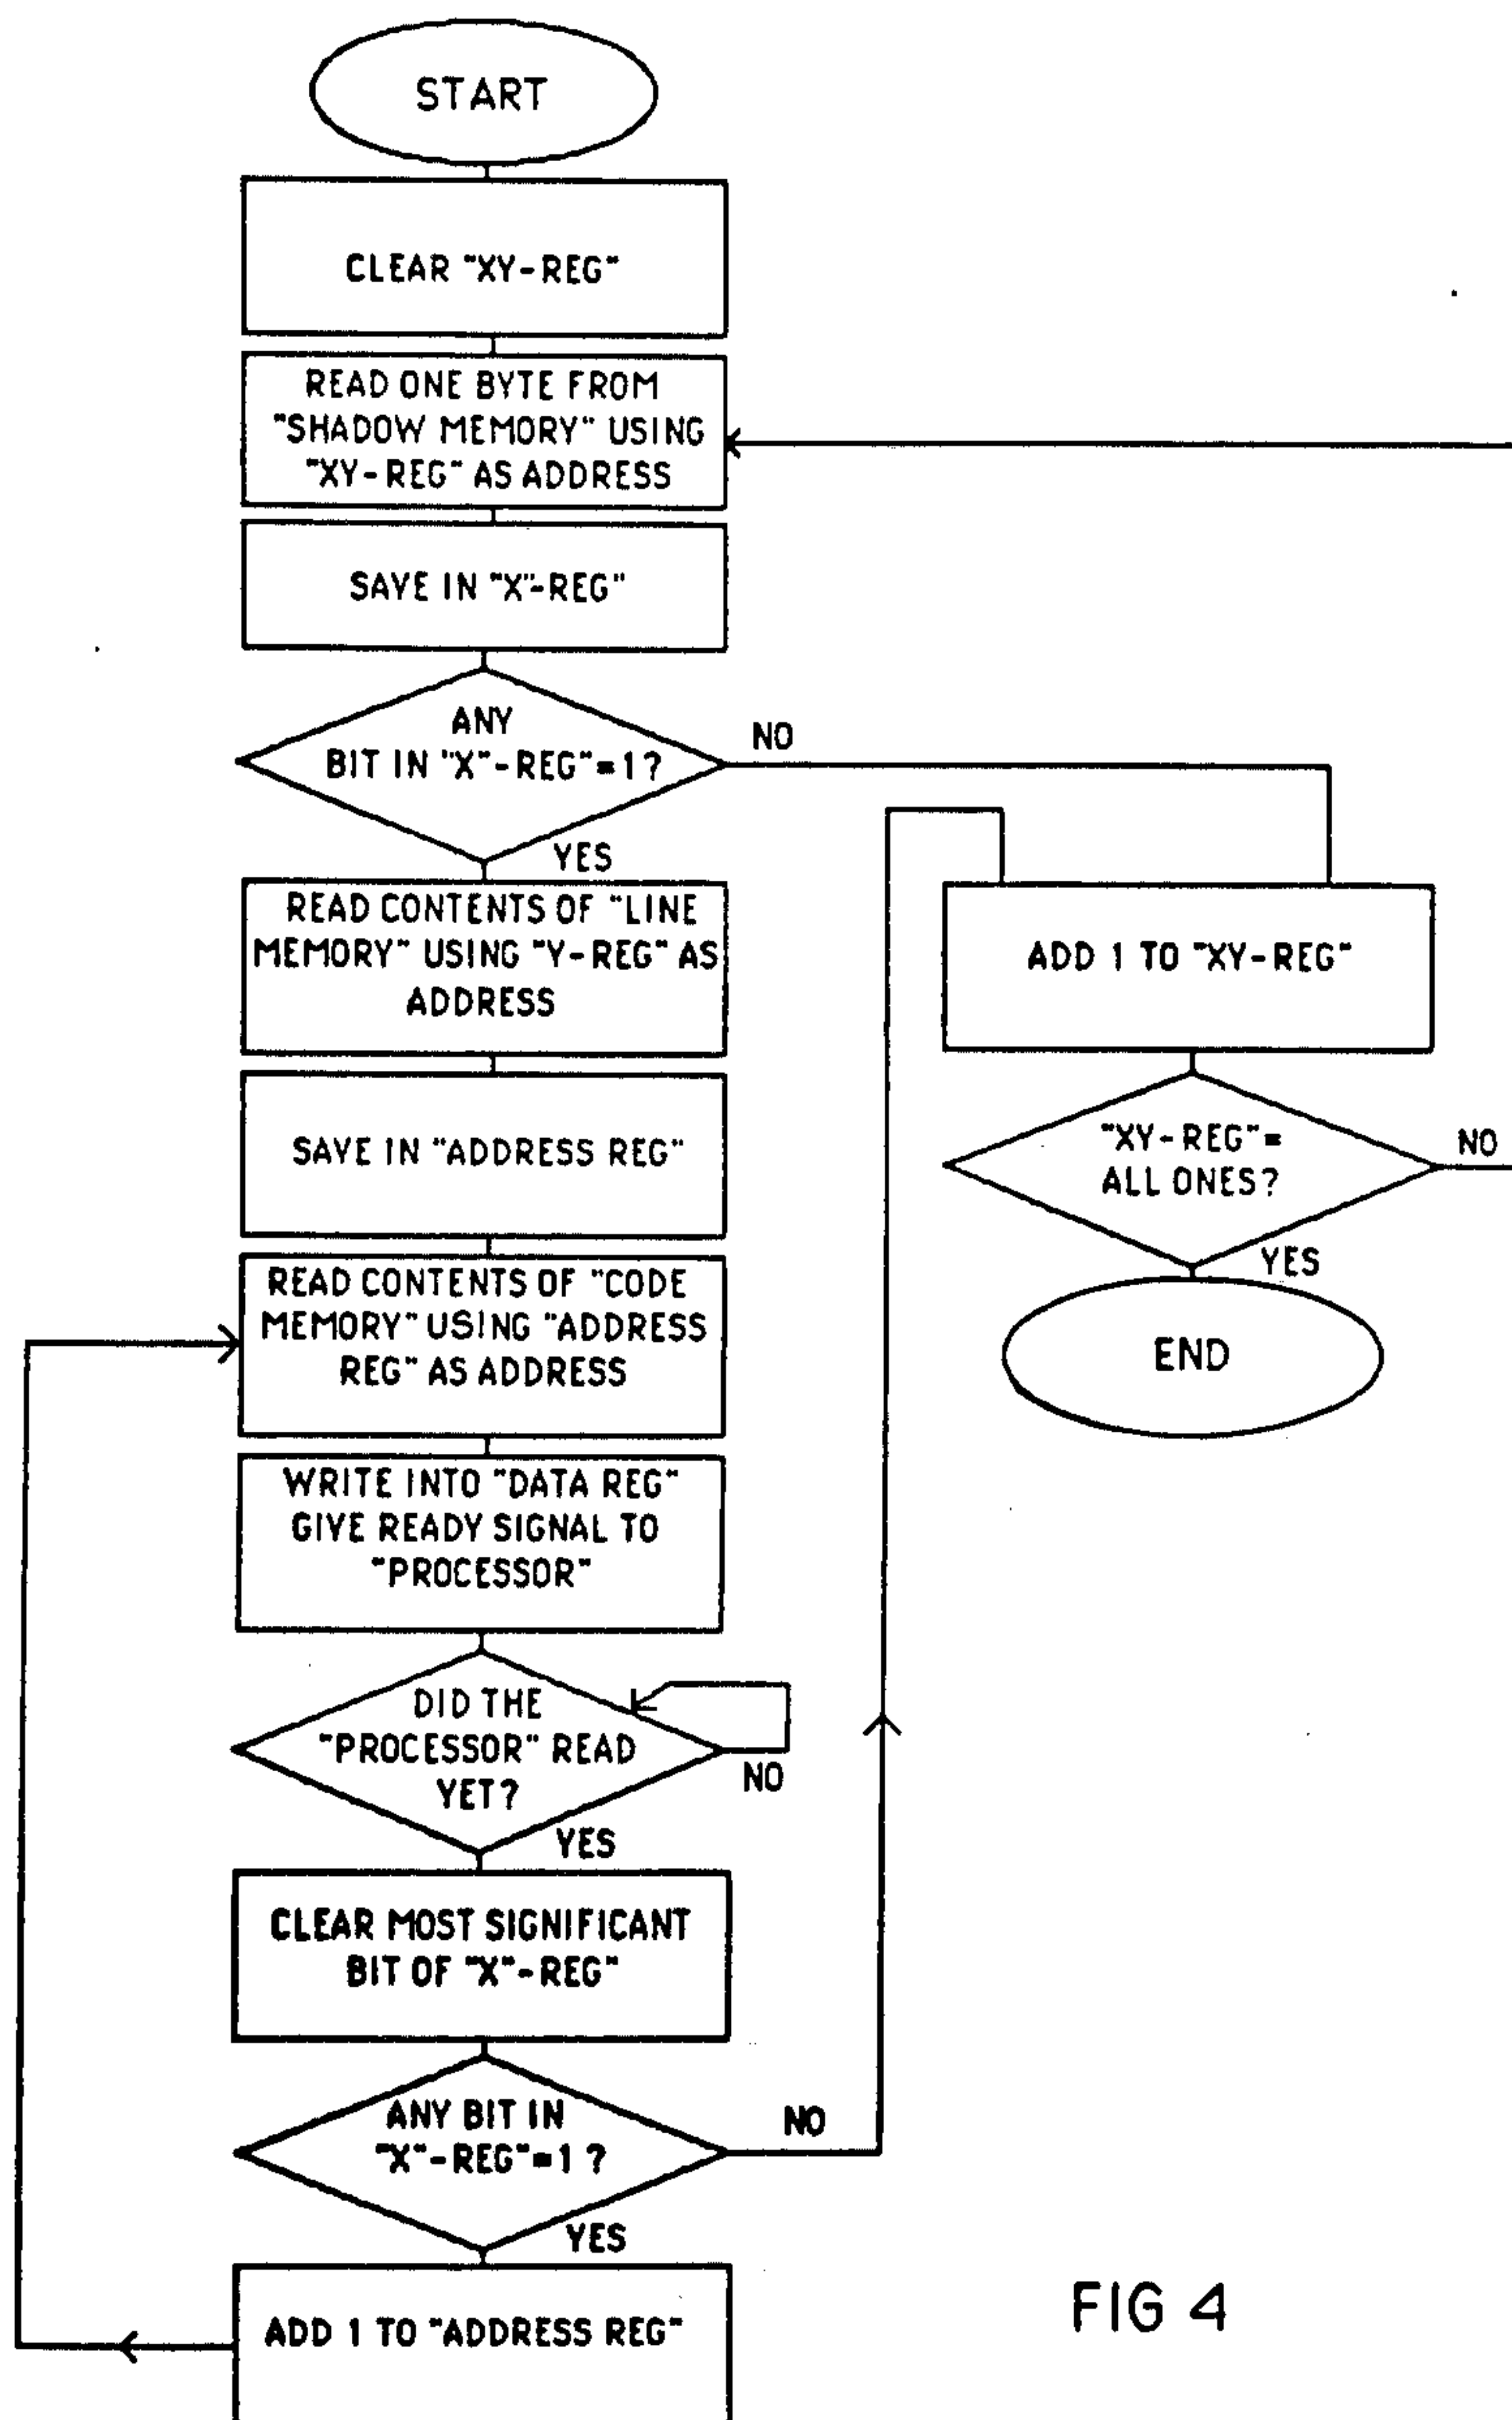 START
CLEAR "XY-REG"
READ ONE BYTE FROM
"SHADOW MEMORY" USING
"XY-REG" AS ADDRESS
SAVE IN "X"-REG"
ANY
BIT IN "X"-REG"=1?
NO
YES
READ CONTENTS OF "LINE
MEMORY" USING "Y-REG" AS
ADDRESS
SAVE IN "ADDRESS REG"
READ CONTENTS OF "CODE
MEMORY" USING "ADDRESS
REG" AS ADDRESS
WRITE INTO "DATA REG"
GIVE READY SIGNAL TO
"PROCESSOR"
DID THE
"PROCESSOR" READ
YET?
NO
YES
CLEAR MOST SIGNIFICANT
BIT OF "X"-REG"
ANY BIT IN
"X"-REG"=1?
NO
YES
ADD 1 TO "ADDRESS REG"
ADD 1 TO "XY-REG"
"XY-REG"=
ALL ONES?
NO
YES
END
FIG 4